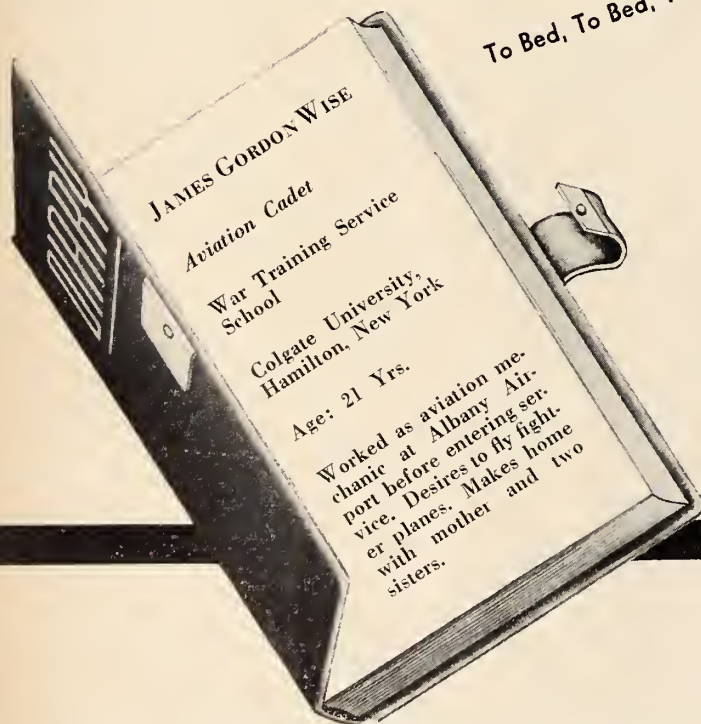 To Bed, To Bed,
DIARY
JAMES GORDON WISE
Aviation Cadet
War Training Service
School
Colgate University,
Hamilton, New York
Age: 21 Yrs.
Worked as aviation me-
chanic at Albany Air-
port before entering ser-
vice. Desires to fly fight-
er planes. Makes home
with mother and two
sisters.